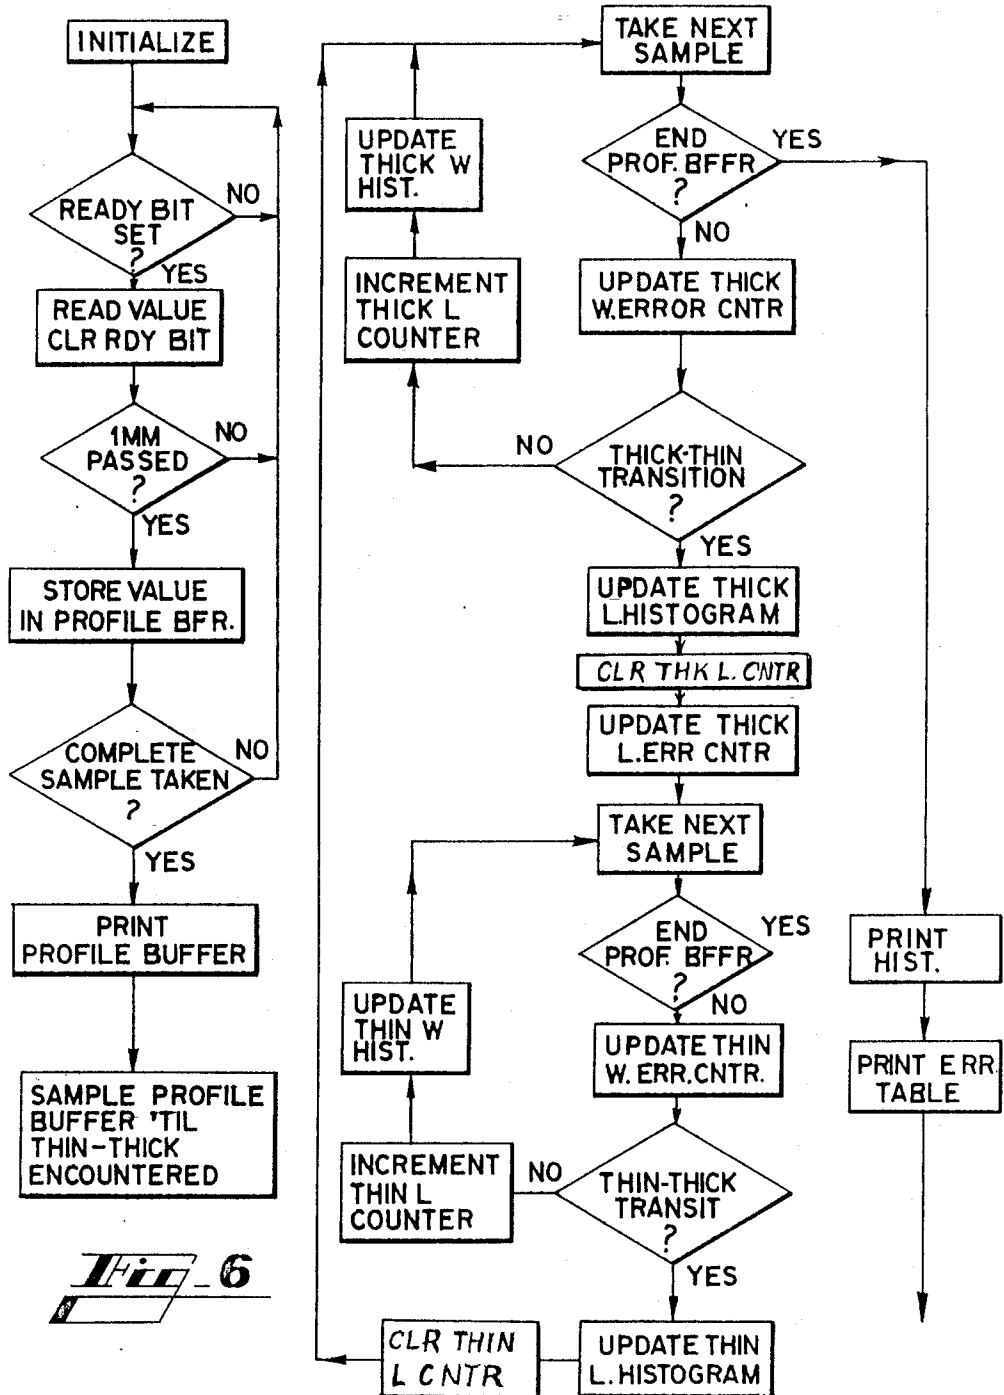 INITIALIZE
READY BIT
SET
?
NO
YES
READ VALUE
CLR RDY BIT
1MM
PASSED
?
NO
YES
STORE VALUE
IN PROFILE BFR.
COMPLETE
SAMPLE TAKEN
?
NO
YES
PRINT
PROFILE BUFFER
SAMPLE PROFILE
BUFFER 'TIL
THIN-THICK
ENCOUNTERED
Fig_6
TAKE NEXT
SAMPLE
END
PROF. BFFR
?
YES
NO
UPDATE
THICK W
HIST.
INCREMENT
THICK L
COUNTER
UPDATE THICK
W.ERROR CNTR
THICK-THIN
TRANSITION
?
NO
YES
UPDATE THICK
L.HISTOGRAM
CLR THK L. CNTR
UPDATE THICK
L.ERR CNTR
TAKE NEXT
SAMPLE
END
PROF. BFFR
?
YES
NO
UPDATE
THIN W
HIST.
UPDATE THIN
W. ERR.CNTR.
INCREMENT
THIN L
COUNTER
THIN-THICK
TRANSIT
?
NO
YES
UPDATE THIN
L. HISTOGRAM
CLR THIN
L CNTR
PRINT
HIST.
PRINT ERR.
TABLE